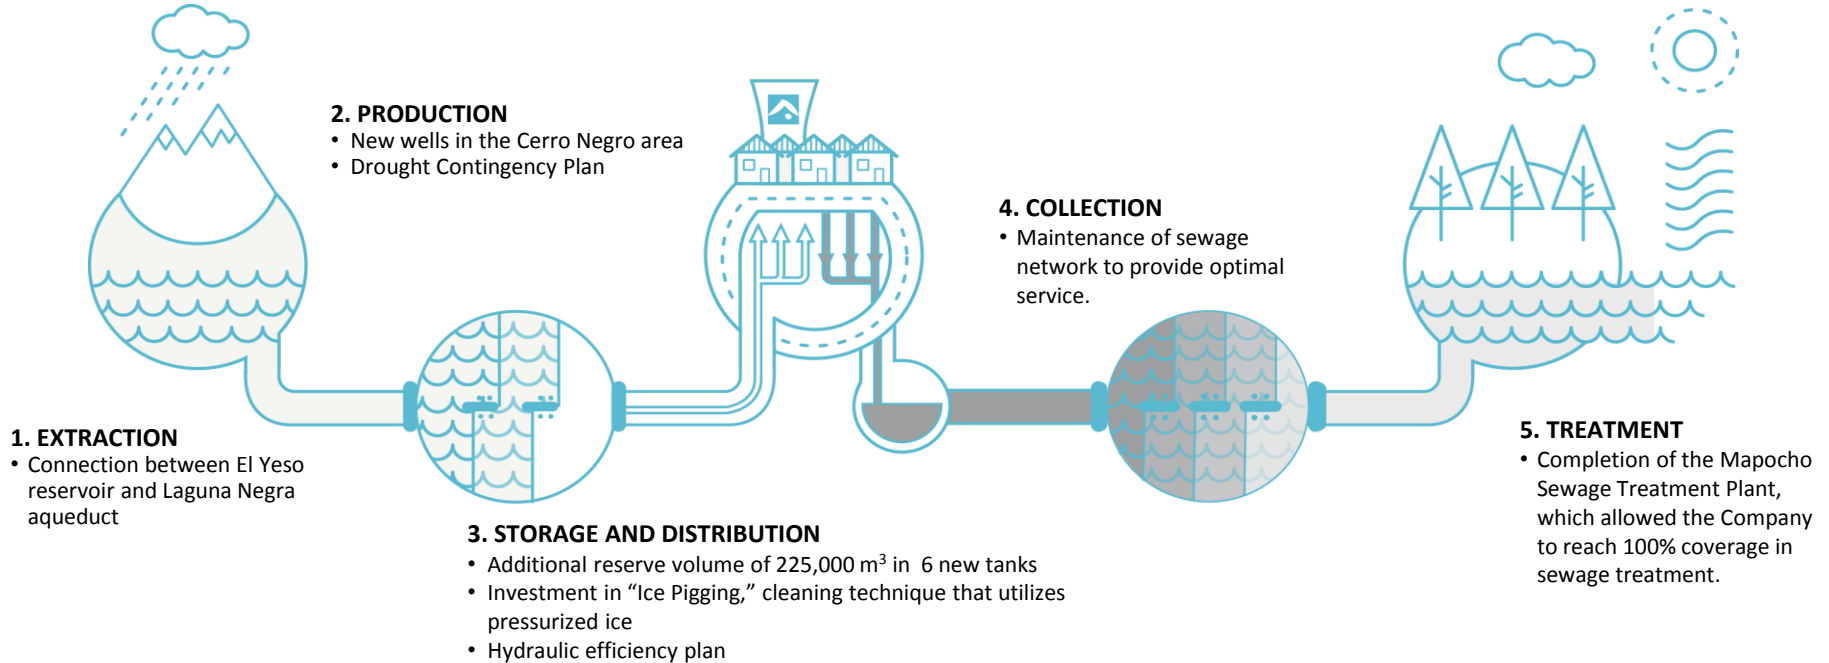 2. PRODUCTION
• New wells in the Cerro Negro area
• Drought Contingency Plan
4. COLLECTION
• Maintenance of sewage
network to provide optimal
service.
1. EXTRACTION
• Connection between El Yeso
reservoir and Laguna Negra
aqueduct
3. STORAGE AND DISTRIBUTION
• Additional reserve volume of 225,000 m³ in 6 new tanks
• Investment in “Ice Pigging,” cleaning technique that utilizes
pressurized ice
• Hydraulic efficiency plan
5. TREATMENT
• Completion of the Mapocho
Sewage Treatment Plant,
which allowed the Company
to reach 100% coverage in
sewage treatment.